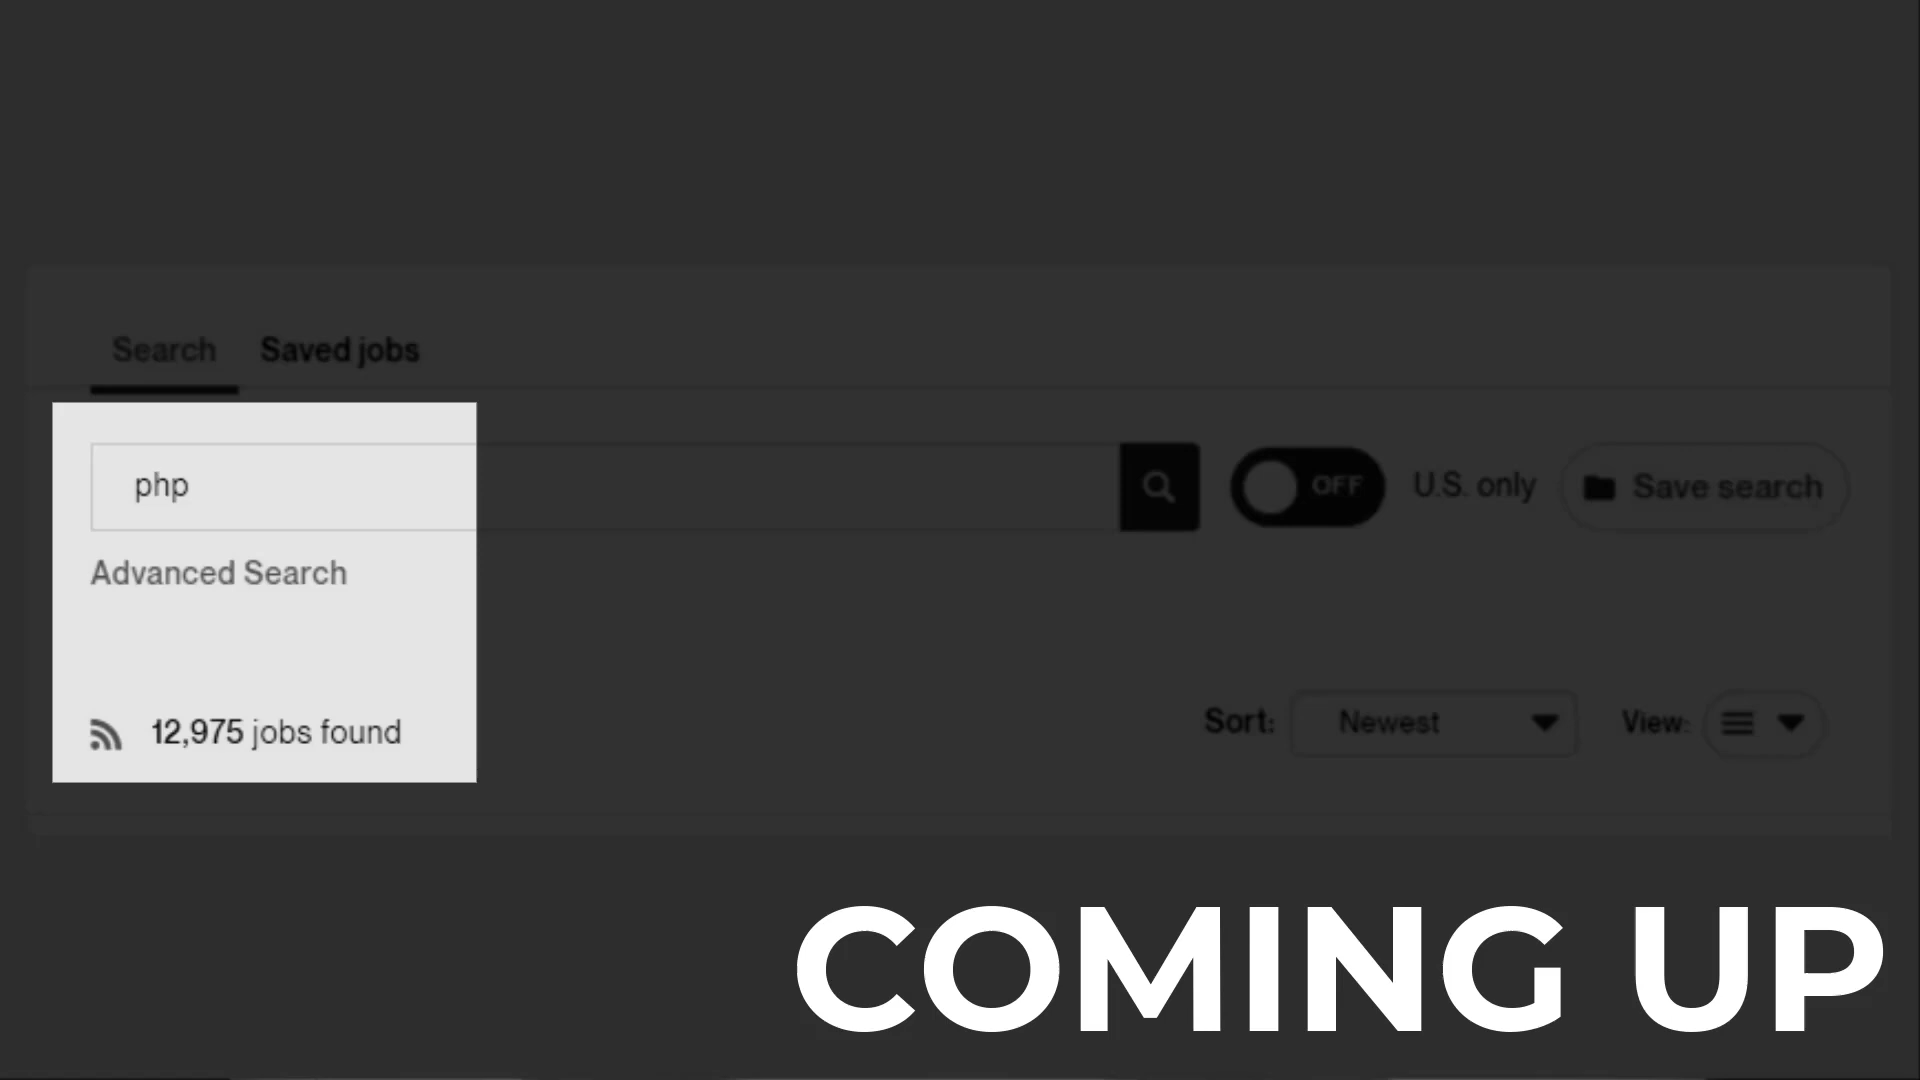 Search Saved jobs
php
OFF U.S. only Save search
Advanced Search
12,975 jobs found
Sort: Newest View:
COMING UP